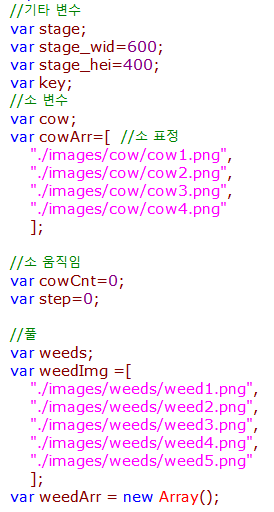 //기타 변수
var stage;
var stage_wid=600;
var stage_hei=400;
var key;
//소 변수
var cow;
var cowArr=[  //소 표정
    "./images/cow/cow1.png",
    "./images/cow/cow2.png",
    "./images/cow/cow3.png",
    "./images/cow/cow4.png"
    ];

//소 움직임
var cowCnt=0;
var step=0;

//풀
var weeds;
var weedImg =[
    "./images/weeds/weed1.png",
    "./images/weeds/weed2.png",
    "./images/weeds/weed3.png",
    "./images/weeds/weed4.png",
    "./images/weeds/weed5.png"
    ];
var weedArr = new Array();